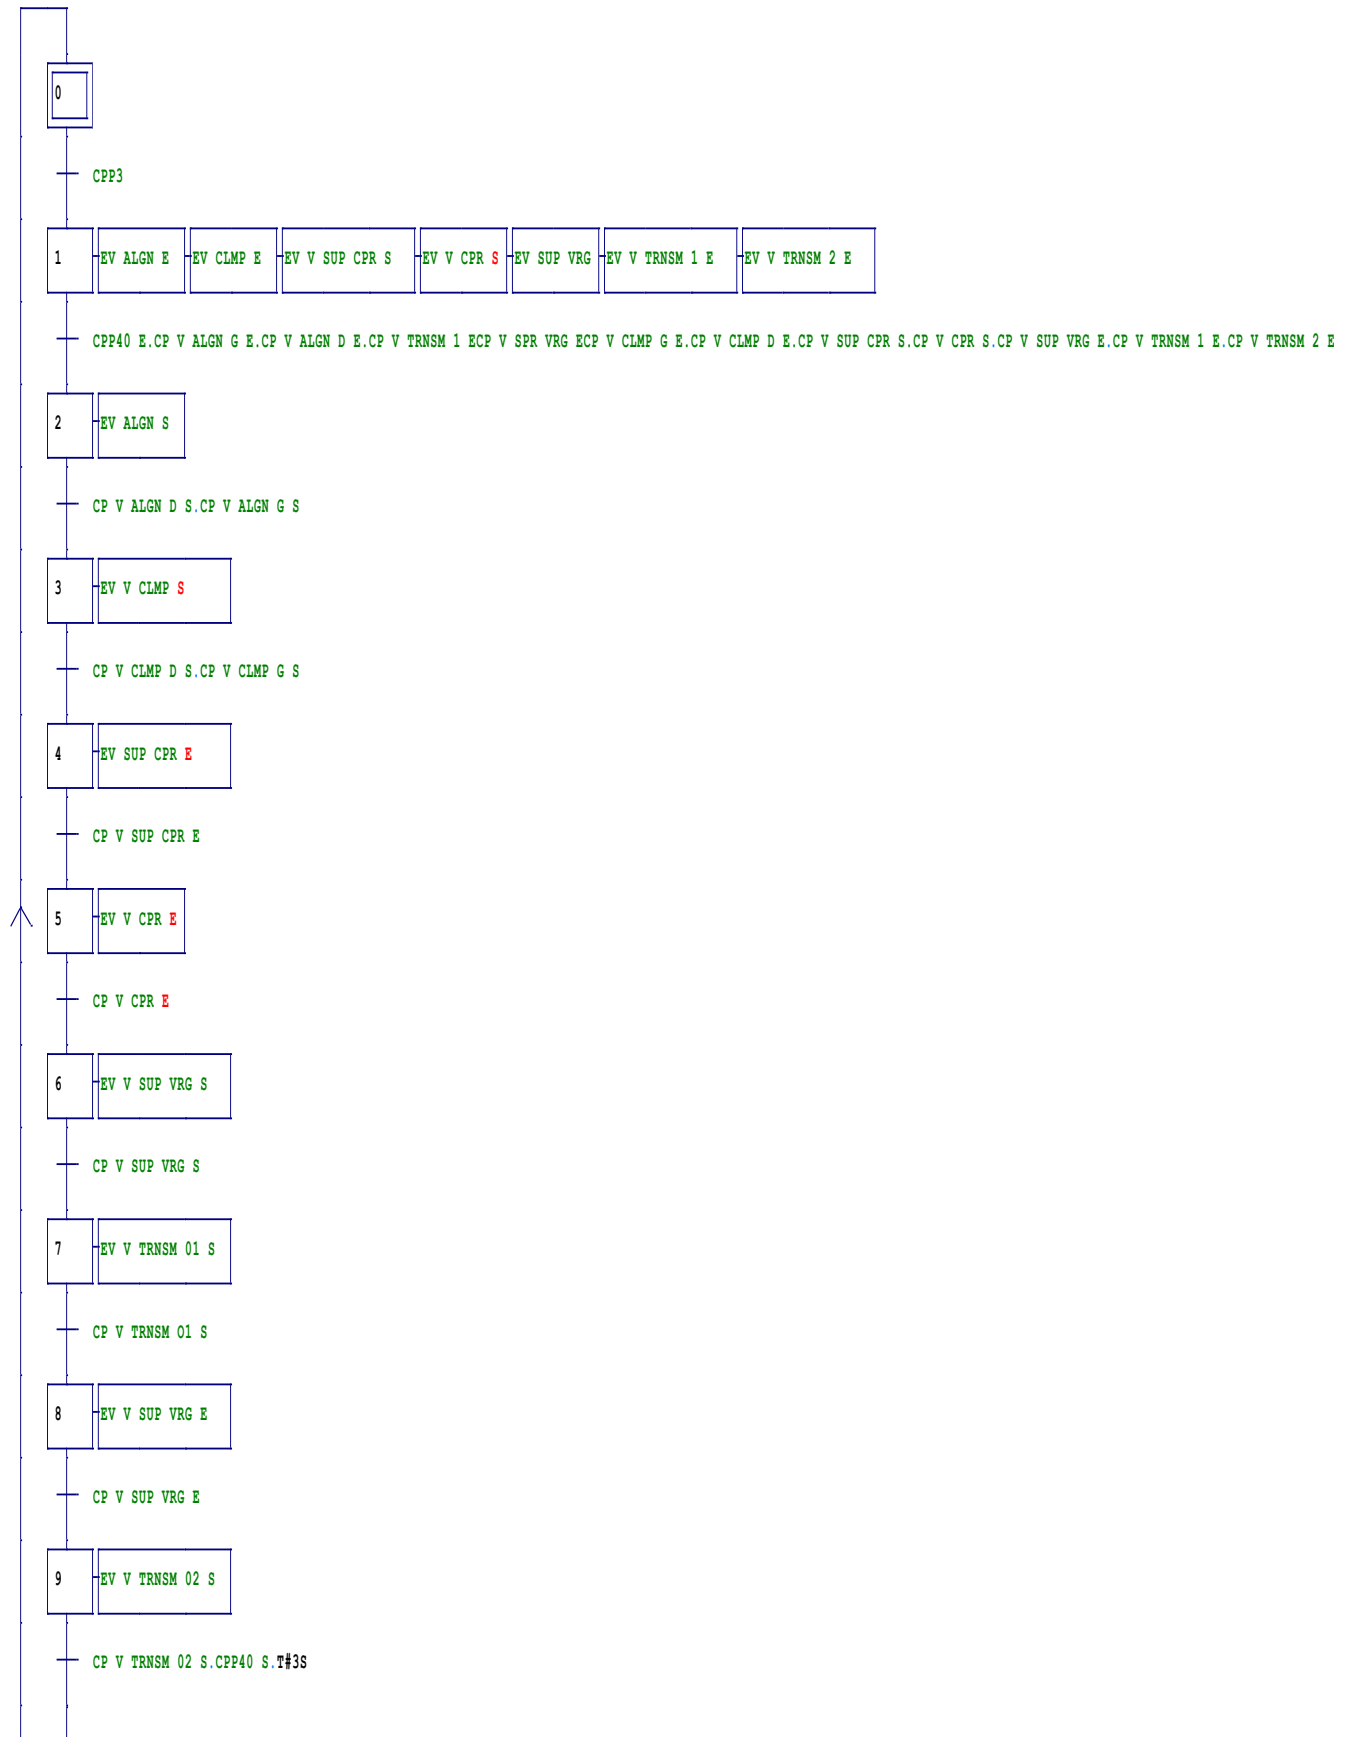 0
CPP3
1 EV ALGN E EV CLMP E EV V SUP CPR S EV V CPR S EV SUP VRG EV V TRNSM 1 E EV V TRNSM 2 E
CPP40 E.CP V ALGN G E.CP V ALGN D E.CP V TRNSM 1 ECP V SPR VRG ECP V CLMP G E.CP V CLMP D E.CP V SUP CPR S.CP V CPR S.CP V SUP VRG E.CP V TRNSM 1 E.CP V TRNSM 2 E
2 EV ALGN S
CP V ALGN D S.CP V ALGN G S
3 EV V CLMP S
CP V CLMP D S.CP V CLMP G S
4 EV SUP CPR E
CP V SUP CPR E
5 EV V CPR E
CP V CPR E
6 EV V SUP VRG S
CP V SUP VRG S
7 EV V TRNSM 01 S
CP V TRNSM O1 S
8 EV V SUP VRG E
CP V SUP VRG E
9 EV V TRNSM 02 S
CP V TRNSM 02 S.CPP40 S.T#3S